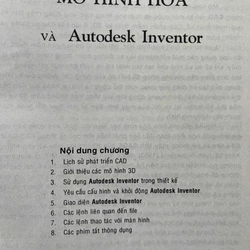 MÔ HÌNH HÓA
VÀ Autodesk Inventor
Nội dung chương
1. Lịch sử phát triển CAD
2. Giới thiệu các mô hình 3D
3. Sử dụng Autodesk Inventor trong thiết kế
4. Yêu cầu cấu hình và khởi động Autodesk Inventor
5. Giao diện Autodesk Inventor
6. Các lệnh liên quan đến file
7. Các lệnh thao tác với màn hình
8. Các phím tắt thông dụng